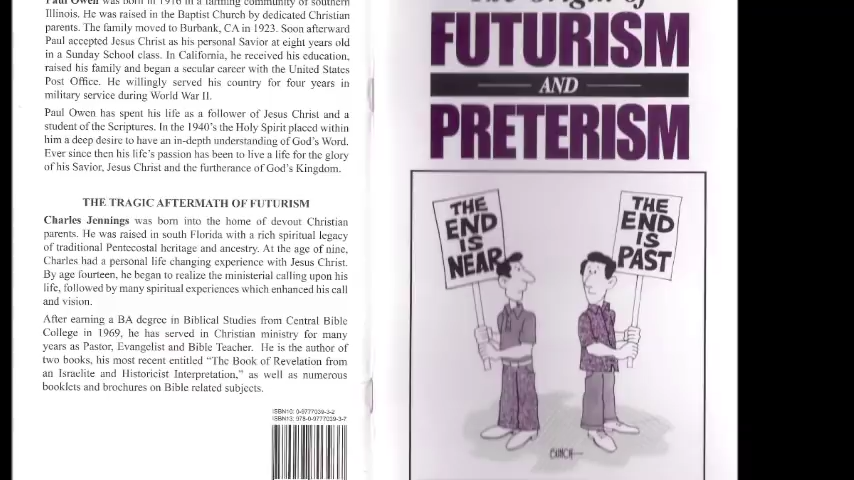 Paul Owen was born in 1916 in a farming community of southern
Illinois. He was raised in the Baptist Church by dedicated Christian
parents. The family moved to Burbank, CA in 1923. Soon afterward
Paul accepted Jesus Christ as his personal Savior at eight years old
in a Sunday School class. In California, he received his education,
raised his family and began a secular career with the United States
Post Office. He willingly served his country for four years in
military service during World War II.
Paul Owen has spent his life as a follower of Jesus Christ and a
student of the Scriptures. In the 1940's the Holy Spirit placed within
him a deep desire to have an in-depth understanding of God's Word.
Ever since then his life's passion has been to live a life for the glory
of his Savior, Jesus Christ and the furtherance of God's Kingdom.
THE TRAGIC AFTERMATH OF FUTURISM
Charles Jennings was born into the home of devout Christian
parents. He was raised in south Florida with a rich spiritual legacy
of traditional Pentecostal heritage and ancestry. At the age of nine,
Charles had a personal life changing experience with Jesus Christ.
By age fourteen, he began to realize the ministerial calling upon his
life, followed by many spiritual experiences which enhanced his call
and vision.
After earning a BA degree in Biblical Studies from Central Bible
College in 1969, he has served in Christian ministry for many
years as Pastor, Evangelist and Bible Teacher. He is the author of
two books, his most recent entitled “The Book of Revelation from
an Israelite and Historicist Interpretation,” as well as numerous
booklets and brochures on Bible related subjects.
ISBN10: 0-9777039-3-2
ISBN13: 978-0-9777039-3-7
The Origin of
FUTURISM
AND
PRETERISM
THE
END
IS
NEAR
THE
END
IS
PAST